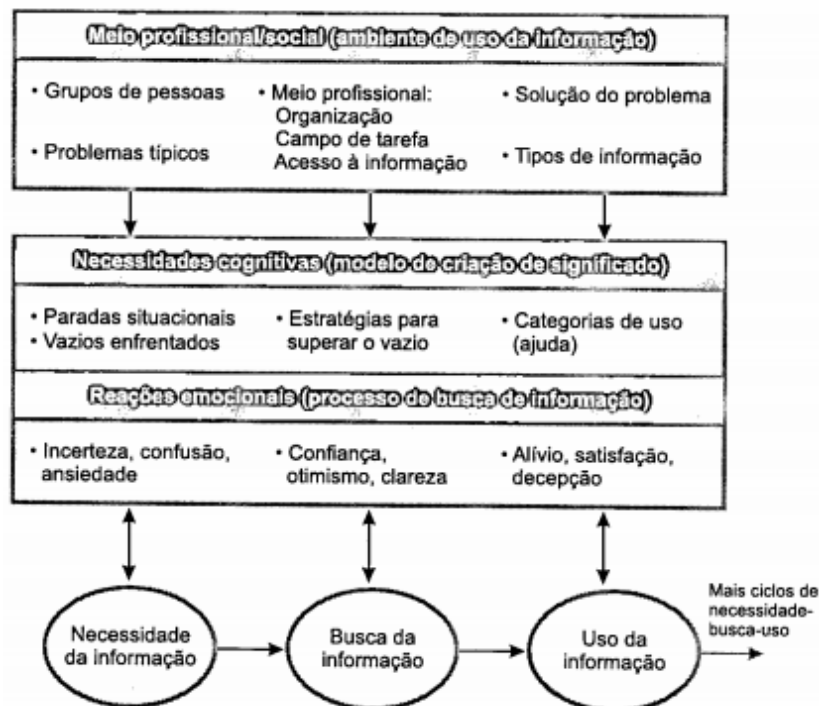 Meio profissional/social (ambiente de uso da informação)
• Grupos de pessoas
• Problemas típicos
• Meio profissional:
Organização
Campo de tarefa
Acesso à informação
• Solução do problema
• Tipos de informação
Necessidades cognitivas (modelo de criação de significado)
• Paradas situacionais
• Vazios enfrentados
• Estratégias para
superar o vazio
• Categorias de uso
(ajuda)
Reações emocionais (processo de busca de informação)
• Incerteza, confusão,
ansiedade
• Confiança,
otimismo, clareza
• Alívio, satisfação,
decepção
Necessidade
da informação
Busca da
informação
Uso da
informação
Mais ciclos de
necessidade-
busca-uso